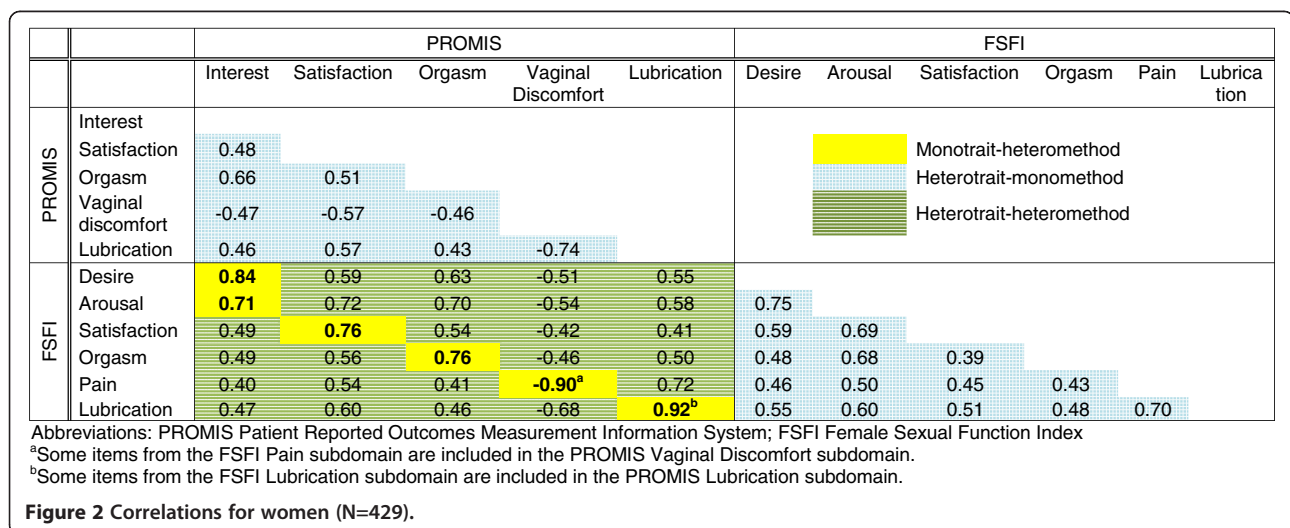 PROMIS FSFI
Interest Satisfaction Orgasm Vaginal Discomfort Lubrication Desire Arousal Satisfaction Orgasm Pain Lubrica tion
PROMIS
Interest
Satisfaction 0.48
Orgasm 0.66 0.51
Vaginal discomfort -0.47 -0.57 -0.46
Lubrication 0.46 0.57 0.43 -0.74
Monotrait-heteromethod
Heterotrait-monomethod
Heterotrait-heteromethod
FSFI
Desire 0.84 0.59 0.63 -0.51 0.55
Arousal 0.71 0.72 0.70 -0.54 0.58 0.75
Satisfaction 0.49 0.76 0.54 -0.42 0.41 0.59 0.69
Orgasm 0.49 0.56 0.76 -0.46 0.50 0.48 0.68 0.39
Pain 0.40 0.54 0.41 -0.90a 0.72 0.46 0.50 0.45 0.43
Lubrication 0.47 0.60 0.46 -0.68 0.92b 0.55 0.60 0.51 0.48 0.70
Abbreviations: PROMIS Patient Reported Outcomes Measurement Information System; FSFI Female Sexual Function Index
aSome items from the FSFI Pain subdomain are included in the PROMIS Vaginal Discomfort subdomain.
bSome items from the FSFI Lubrication subdomain are included in the PROMIS Lubrication subdomain.
Figure 2 Correlations for women (N=429).